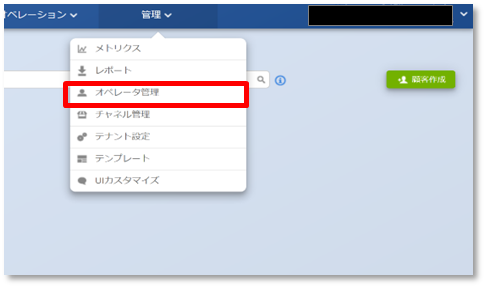 ペレーション
管理
メトリクス
レポート
オペレータ管理
チャネル管理
顧客作成
テナント設定
テンプレート
UIカスタマイズ